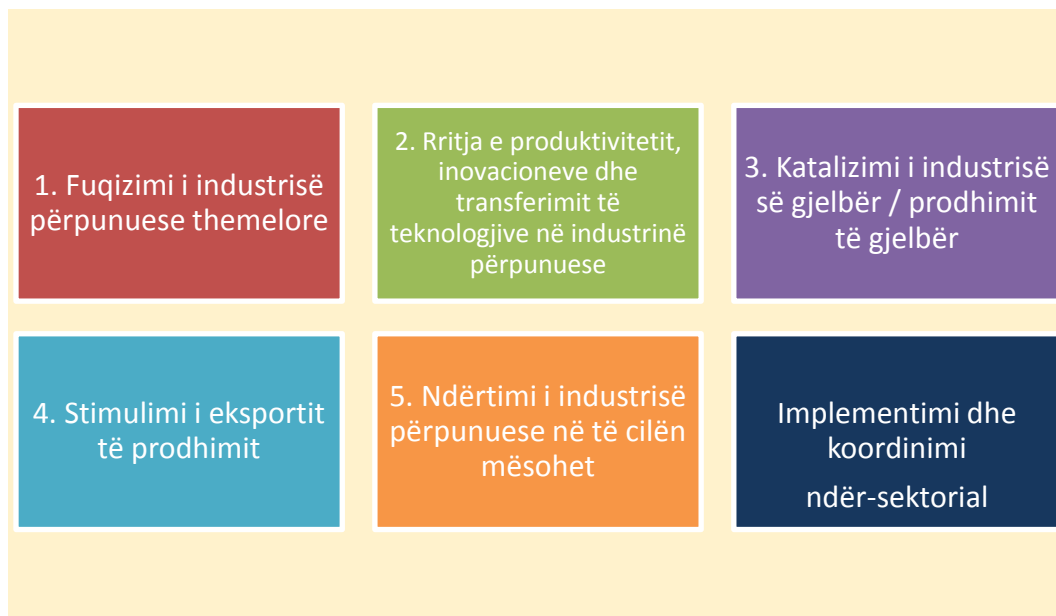 1. Fuqizimi i industrisë
përpunuese themelore
2. Rritja e produktivitetit,
inovacioneve dhe
transferimit të
teknologjive në industrinë
përpunuese
3. Katalizimi i industrisë
së gjelbër / prodhimit
të gjelbër
4. Stimulimi i eksportit
të prodhimit
5. Ndërtimi i industrisë
përpunuese në të cilën
mësohet
Implementimi dhe
koordinimi
ndër-sektorial